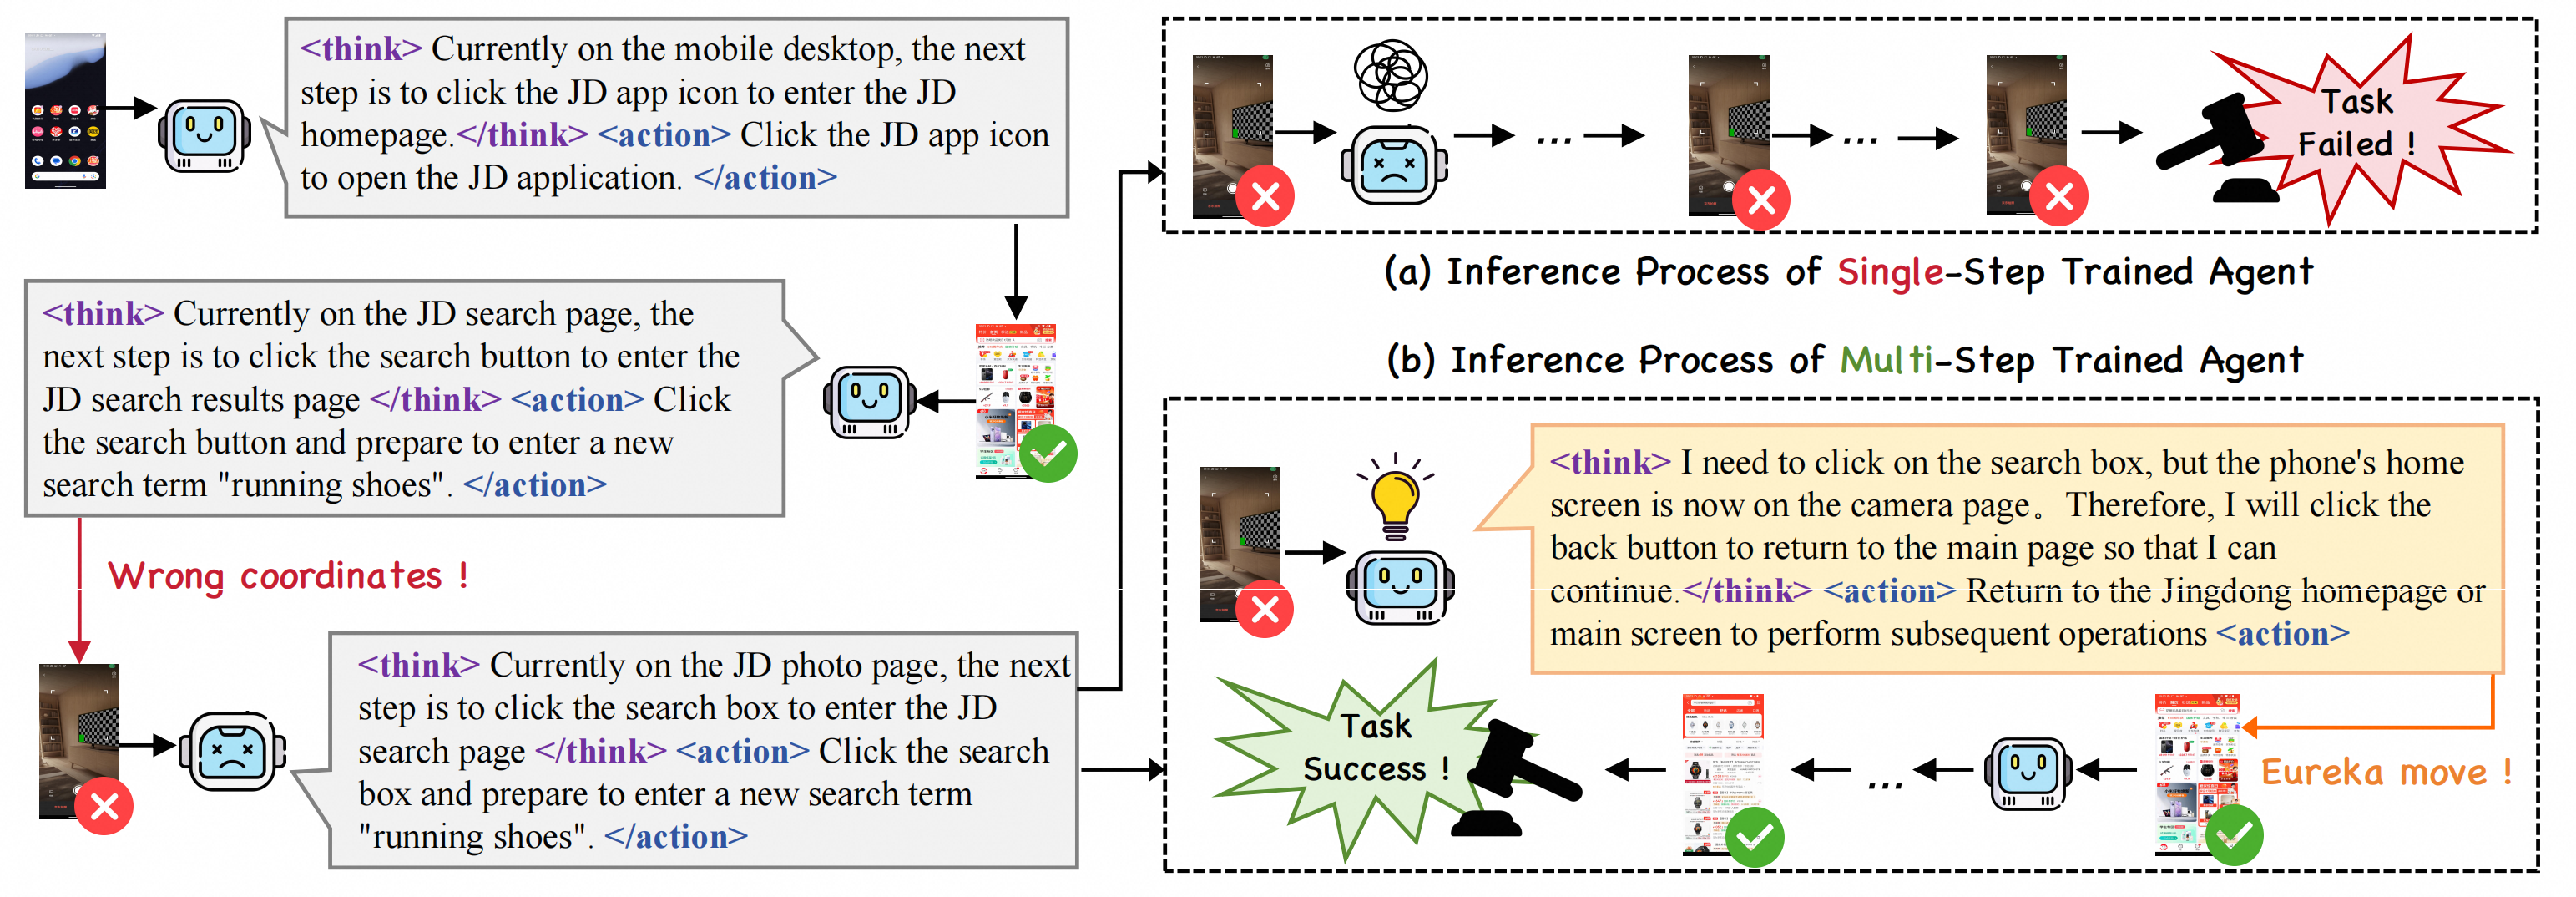 <think> Currently on the mobile desktop, the next
step is to click the JD app icon to enter the JD
homepage.</think> <action> Click the JD app icon
to open the JD application. </action>
<think> Currently on the JD search page, the
next step is to click the search button to enter the
JD search results page </think> <action> Click
the search button and prepare to enter a new
search term "running shoes". </action>
Wrong coordinates !
<think> Currently on the JD photo page, the next
step is to click the search box to enter the JD
search page </think> <action> Click the search
box and prepare to enter a new search term
"running shoes". </action>
...
...
Task
Failed !
(a) Inference Process of Single-Step Trained Agent
(b) Inference Process of Multi-Step Trained Agent
<think> I need to click on the search box, but the phone's home
screen is now on the camera page。 Therefore, I will click the
back button to return to the main page so that I can
continue.</think> <action> Return to the Jingdong homepage or
main screen to perform subsequent operations <action>
Eureka move !
...
Task
Success !